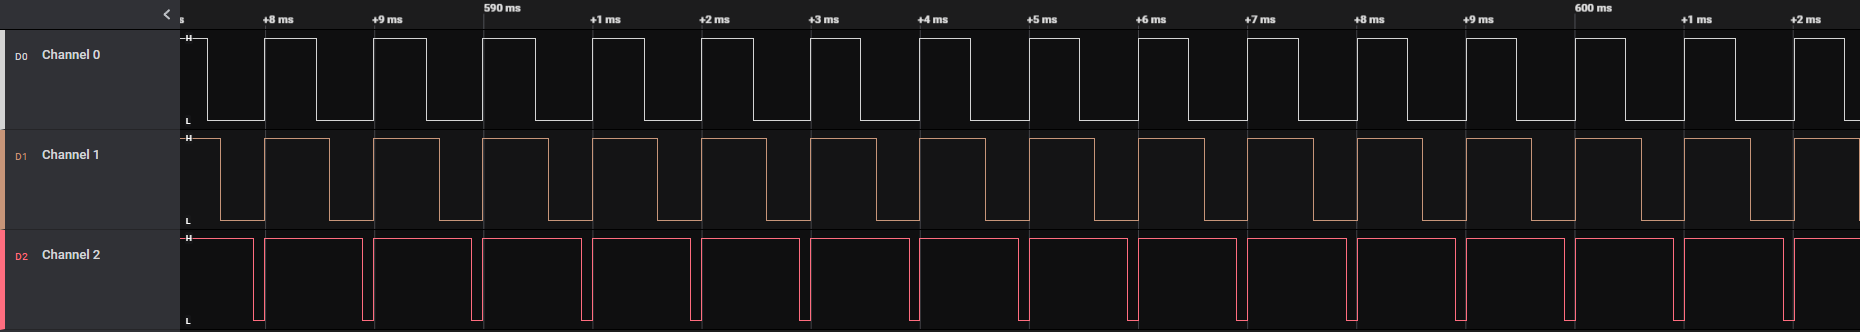 590 ms 600 ms
s +8 ms +9 ms +1 ms +2 ms +3 ms +4 ms +5 ms +6 ms +7 ms +8 ms +9 ms +1 ms +2 ms
H
D0 Channel 0
L
H
D1 Channel 1
L
H
D2 Channel 2
L